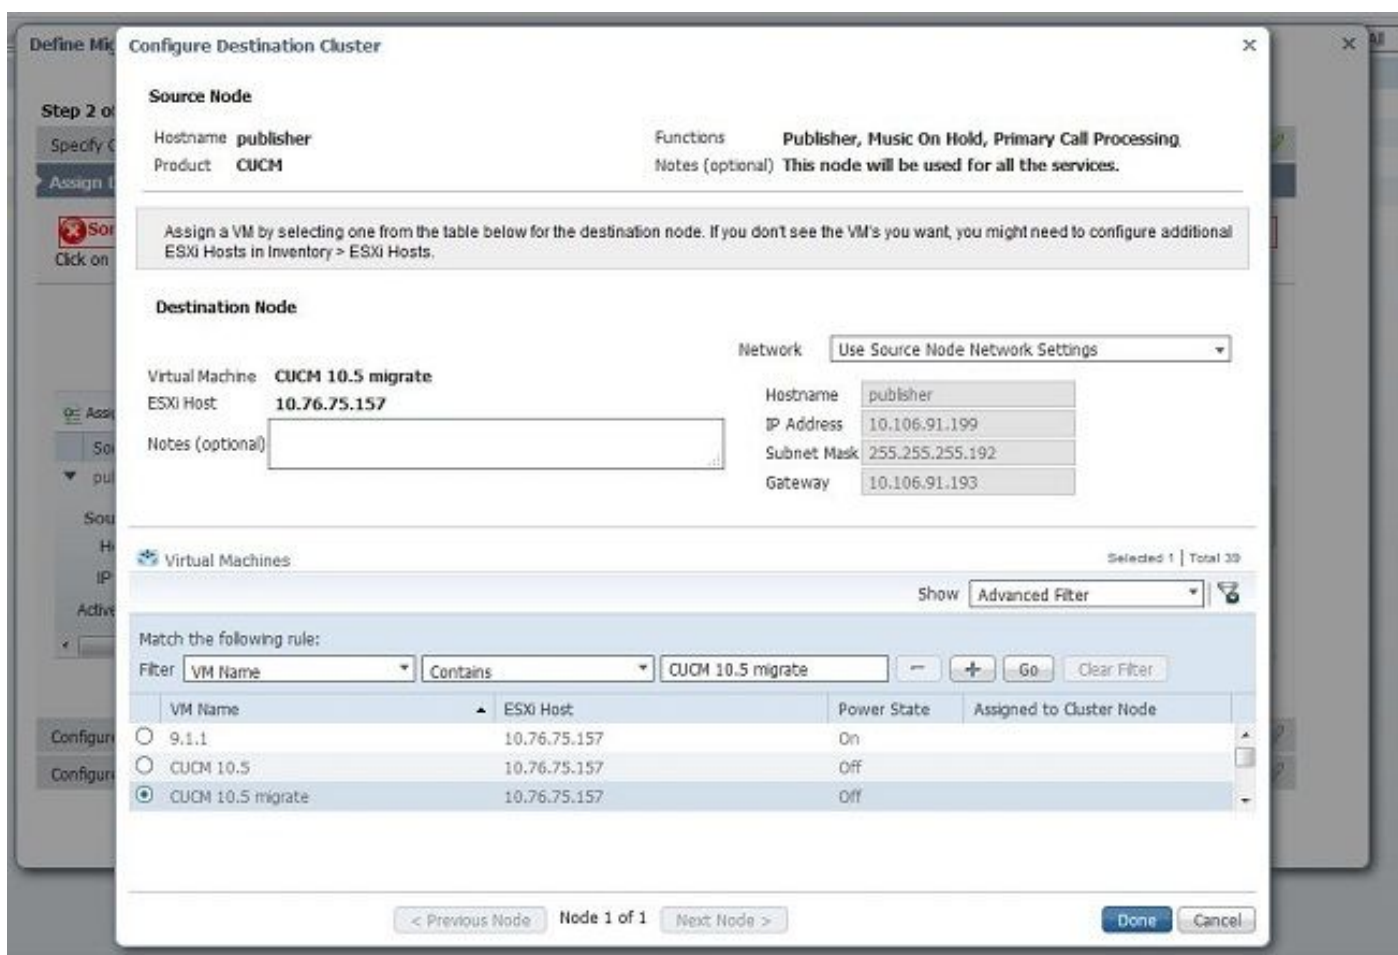 Define Mig
All
Configure Destination Cluster
Step 2 of
Specify C
Assign
Sor
Click on
Source Node
Hostname publisher
Functions Publisher, Music On Hold, Primary Call Processing
Product CUCM
Notes (optional) This node will be used for all the services.
Assign a VM by selecting one from the table below for the destination node. If you don't see the VM's you want, you might need to configure additional
ESXi Hosts in Inventory > ESXi Hosts.
Destination Node
Network Use Source Node Network Settings
Virtual Machine CUCM 10.5 migrate
ESXi Host 10.76.75.157
Notes (optional)
Hostname publisher
IP Address 10.106.91.199
Subnet Mask 255.255.255.192
Gateway 10.106.91.193
Assig
Sou
pul
Sou
H
IP
Active
Virtual Machines
Selected 1 | Total 39
Show Advanced Filter
Match the following rule:
Filter VM Name Contains CUCM 10.5 migrate − + Go Clear Filter
VM Name ESXi Host Power State Assigned to Cluster Node
9.1.1 10.76.75.157 On
CUCM 10.5 10.76.75.157 Off
CUCM 10.5 migrate 10.76.75.157 Off
Configur
Configur
< Previous Node Node 1 of 1 Next Node >
Done Cancel